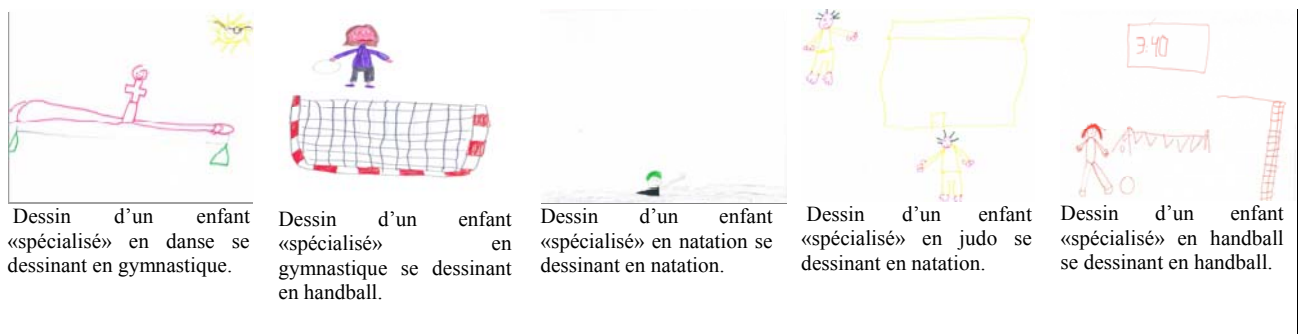 3.40
Dessin d’un enfant
«spécialisé» en danse se
dessinant en gymnastique.
Dessin d’un enfant
«spécialisé» en
gymnastique se dessinant
en handball.
Dessin d’un enfant
«spécialisé» en natation se
dessinant en natation.
Dessin d’un enfant
«spécialisé» en judo se
dessinant en natation.
Dessin d’un enfant
«spécialisé» en handball
se dessinant en handball.